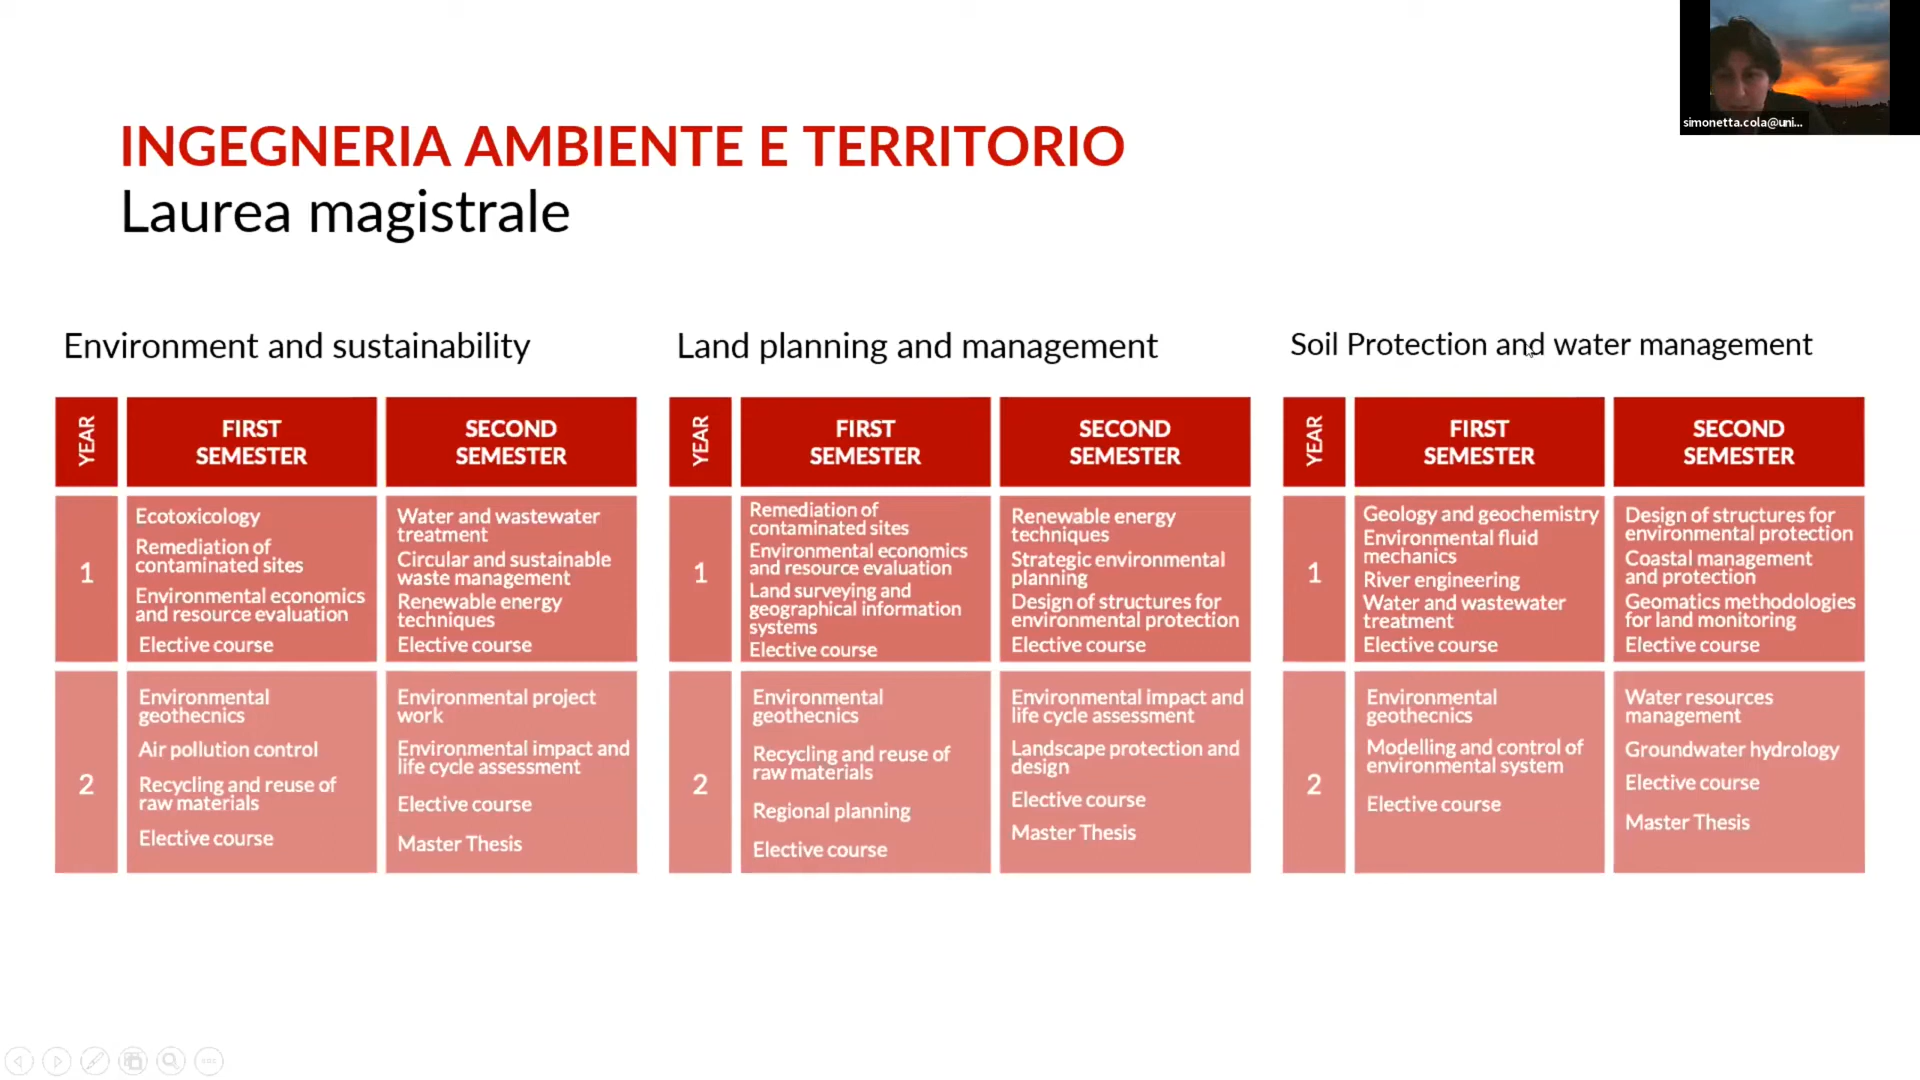 simonetta.cola@uni...
INGEGNERIA AMBIENTE E TERRITORIO
Laurea magistrale
Environment and sustainability
YEAR
FIRST
SEMESTER
SECOND
SEMESTER
1
Ecotoxicology
Remediation of
contaminated sites
Environmental economics
and resource evaluation
Elective course
Water and wastewater
treatment
Circular and sustainable
waste management
Renewable energy
techniques
Elective course
2
Environmental
geothecnics
Air pollution control
Recycling and reuse of
raw materials
Elective course
Environmental project
work
Environmental impact and
life cycle assessment
Elective course
Master Thesis
Land planning and management
YEAR
FIRST
SEMESTER
SECOND
SEMESTER
1
Remediation of
contaminated sites
Environmental economics
and resource evaluation
Land surveying and
geographical information
systems
Elective course
Renewable energy
techniques
Strategic environmental
planning
Design of structures for
environmental protection
Elective course
2
Environmental
geothecnics
Recycling and reuse of
raw materials
Regional planning
Elective course
Environmental impact and
life cycle assessment
Landscape protection and
design
Elective course
Master Thesis
Soil Protection and water management
YEAR
FIRST
SEMESTER
SECOND
SEMESTER
1
Geology and geochemistry
Environmental fluid
mechanics
River engineering
Water and wastewater
treatment
Elective course
Design of structures for
environmental protection
Coastal management
and protection
Geomatics methodologies
for land monitoring
Elective course
2
Environmental
geothecnics
Modelling and control of
environmental system
Elective course
Water resources
management
Groundwater hydrology
Elective course
Master Thesis